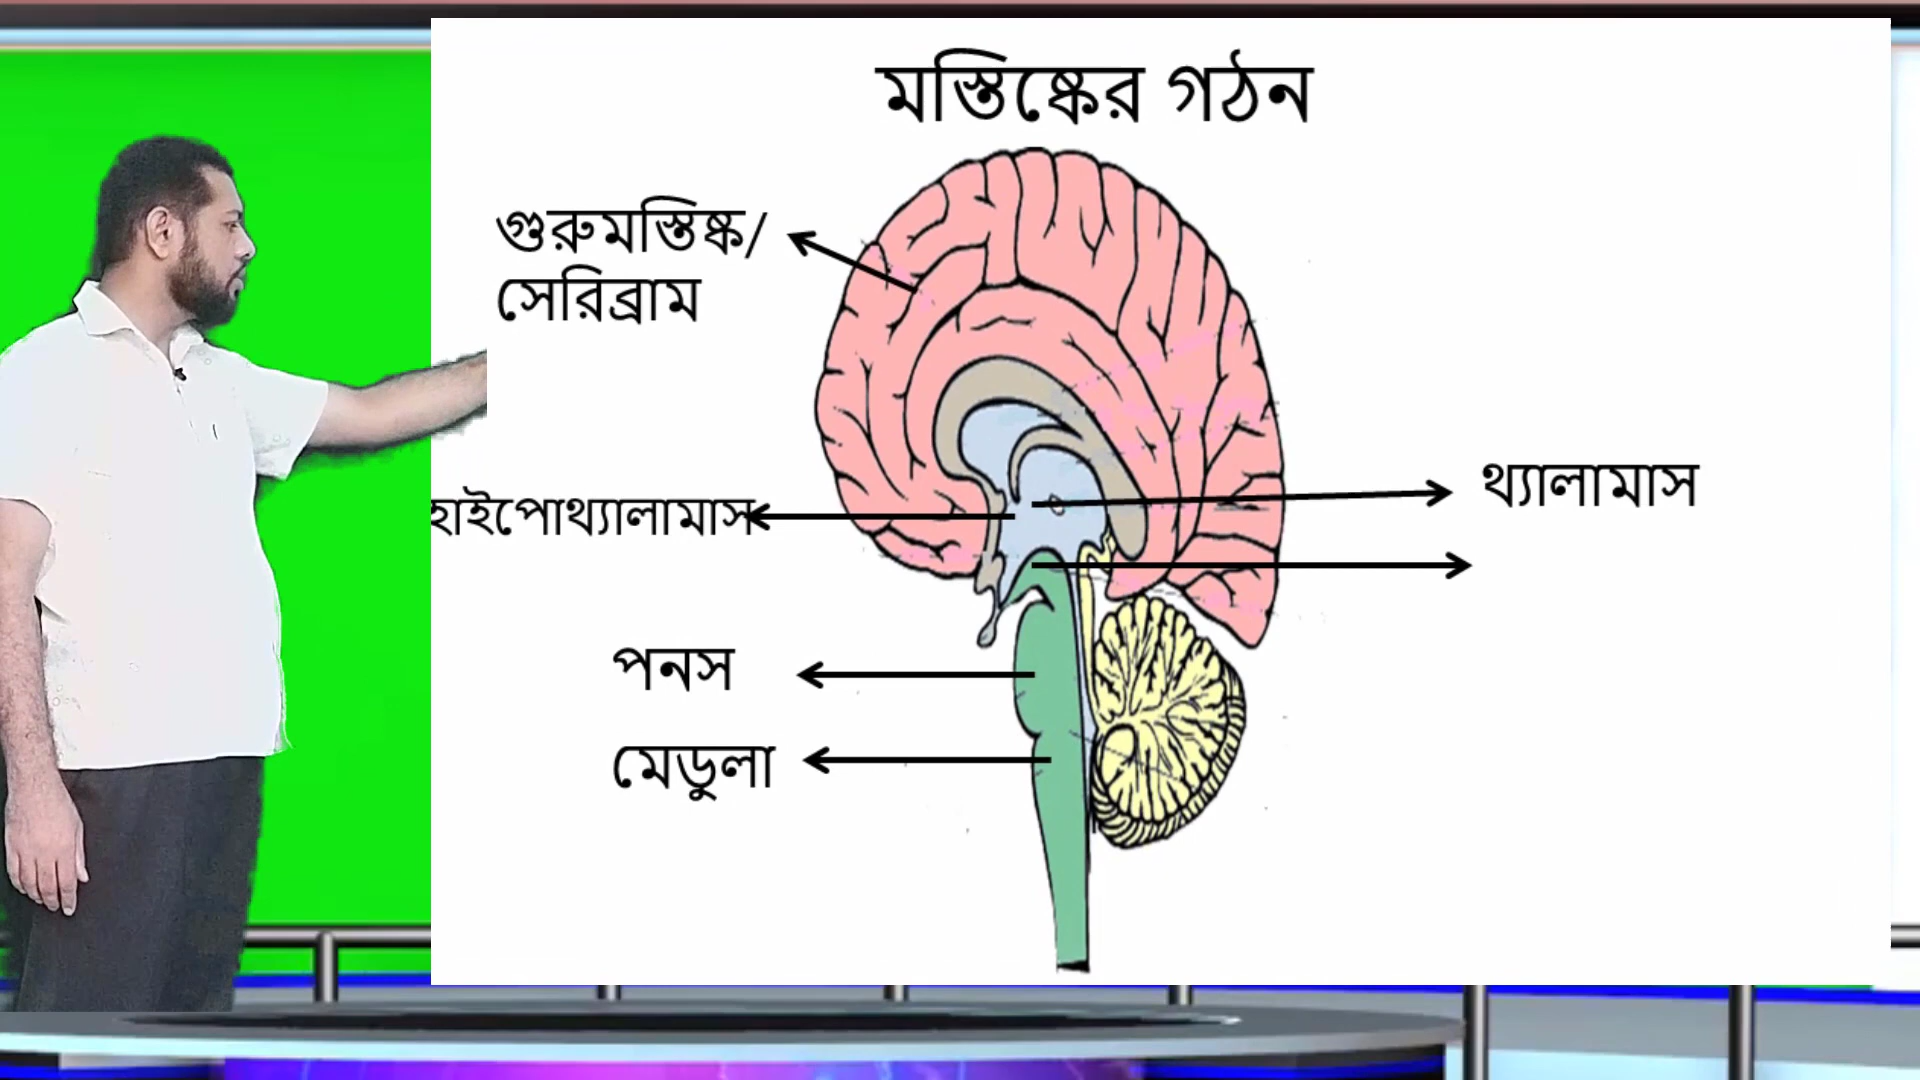 মস্তিষ্কের গঠন
গুরুমস্তিষ্ক/
সেরিব্রাম
হাইপোথ্যালামাস
থ্যালামাস
পনস
মেডুলা